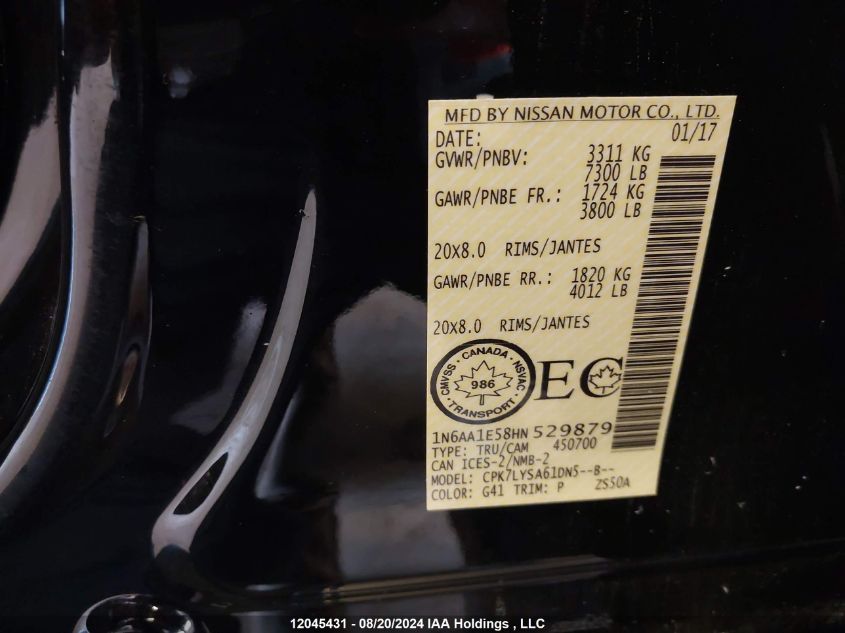 MFD BY NISSAN MOTOR CO., LTD.
DATE: 01/17
GVWR/PNBV: 3311 KG
7300 LB
GAWR/PNBE FR.: 1724 KG
3800 LB
20X8.0 RIMS/JANTES
GAWR/PNBE RR.: 1820 KG
4012 LB
20X8.0 RIMS/JANTES
CMVSS · CANADA · NSVAC
986
TRANSPORT
EC
1N6AA1E58HN 529879
TYPE: TRU/CAM 450700
CAN ICES-2/NMB-2
MODEL: CPK7LYSA61DN5--B--
COLOR: G41 TRIM: P ZS50A
12045431 - 08/20/2024 IAA Holdings , LLC